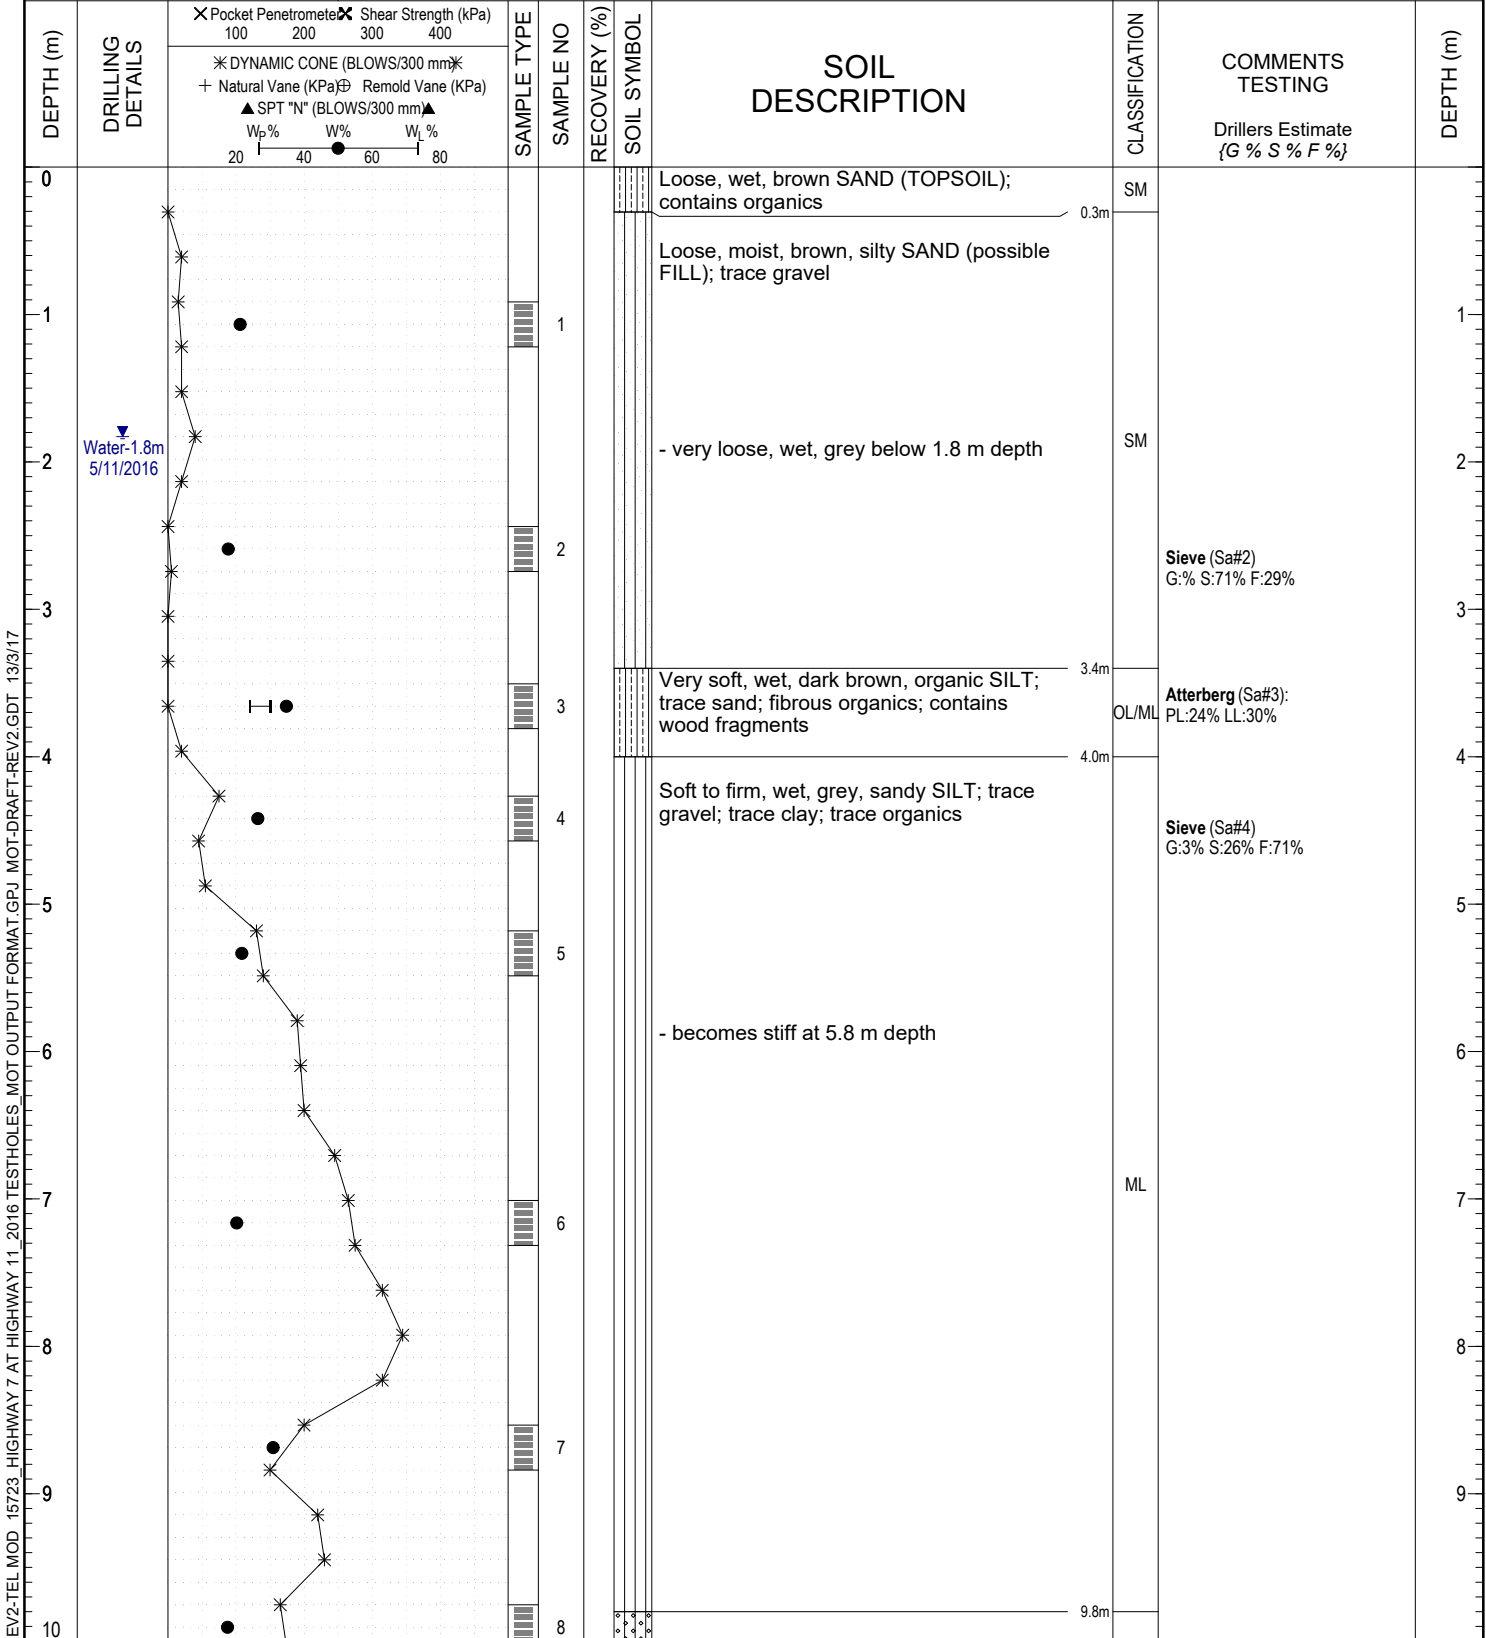 DEPTH (m)
DRILLING
DETAILS
Pocket Penetrometer Shear Strength (kPa)
100 200 300 400
DYNAMIC CONE (BLOWS/300 mm)
Natural Vane (KPa) Remold Vane (KPa)
SPT "N" (BLOWS/300 mm)
WP% W% WL%
20 40 60 80
SAMPLE TYPE
SAMPLE NO
RECOVERY (%)
SOIL SYMBOL
SOIL
DESCRIPTION
CLASSIFICATION
COMMENTS
TESTING
Drillers Estimate
{G % S % F %}
DEPTH (m)
0
Loose, wet, brown SAND (TOPSOIL);
contains organics
SM
0.3m
Loose, moist, brown, silty SAND (possible
FILL); trace gravel
1
1
1
Water-1.8m
5/11/2016
- very loose, wet, grey below 1.8 m depth
SM
2
2
2
Sieve (Sa#2)
G:% S:71% F:29%
3
3
3.4m
Very soft, wet, dark brown, organic SILT;
trace sand; fibrous organics; contains
wood fragments
3
OL/ML
Atterberg (Sa#3):
PL:24% LL:30%
4
4.0m
4
Soft to firm, wet, grey, sandy SILT; trace
gravel; trace clay; trace organics
4
Sieve (Sa#4)
G:3% S:26% F:71%
5
5
5
- becomes stiff at 5.8 m depth
6
6
ML
7
7
6
8
8
7
9
9
9.8m
10
8
EV2-TEL MOD 15723_HIGHWAY 7 AT HIGHWAY 11_2016 TESTHOLES_MOT OUTPUT FORMAT.GPJ MOT-DRAFT-REV2.GDT 13/3/17